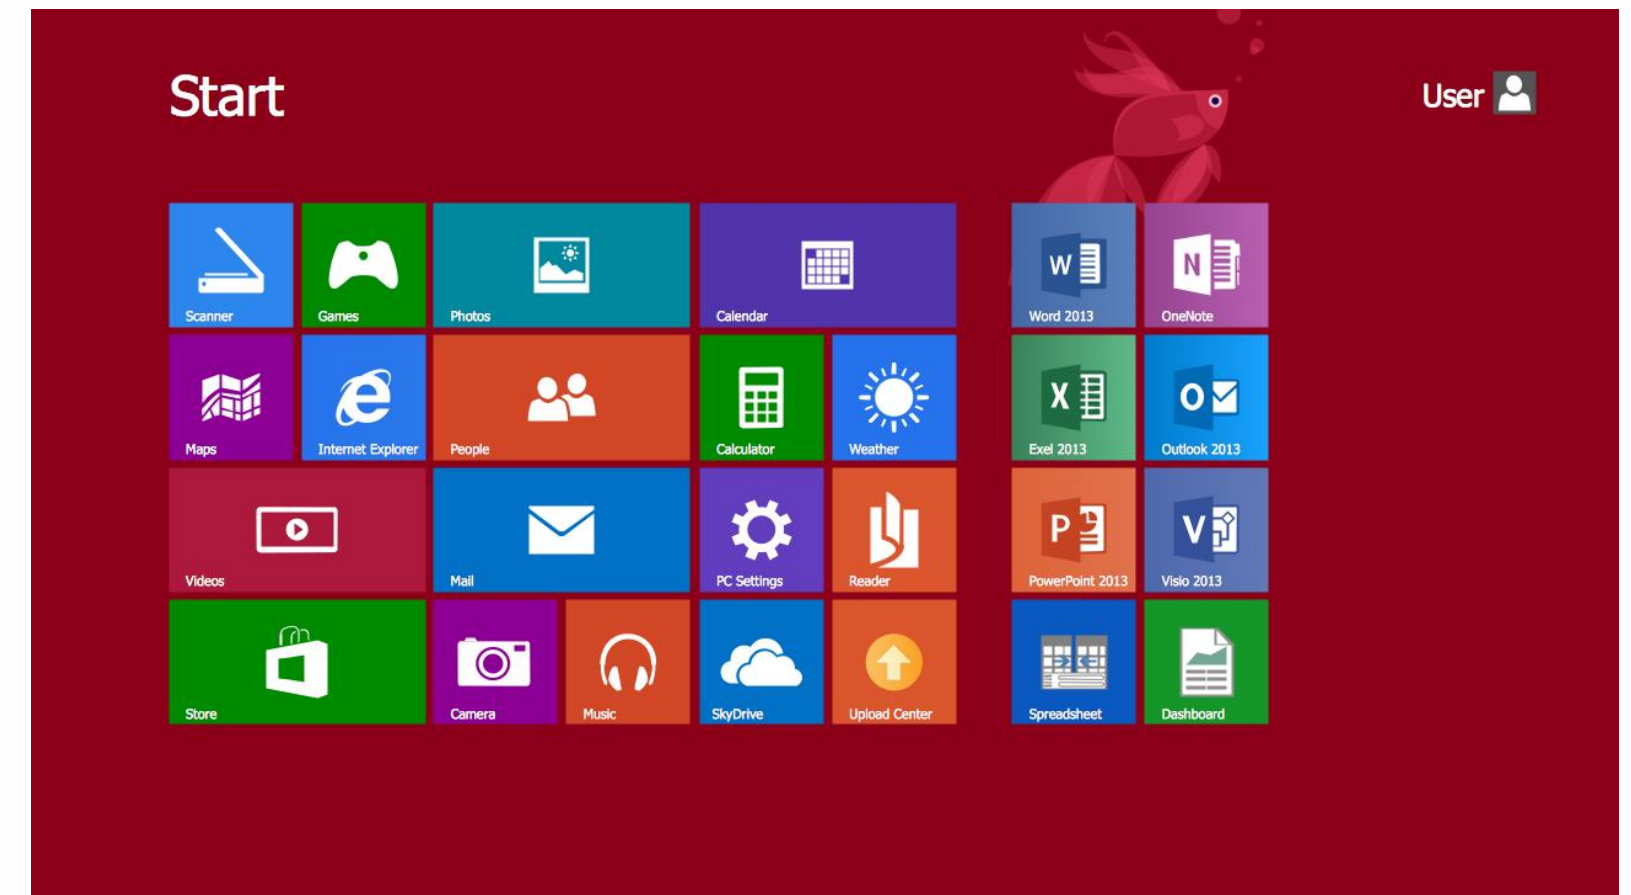 Start
User
Scanner
Games
Photos
Calendar
W
Word 2013
N
OneNote
Maps
Internet Explorer
People
Calculator
Weather
X
Exel 2013
O
Outlook 2013
Videos
Mail
PC Settings
Reader
P
PowerPoint 2013
V
Visio 2013
Store
Camera
Music
SkyDrive
Upload Center
Spreadsheet
Dashboard